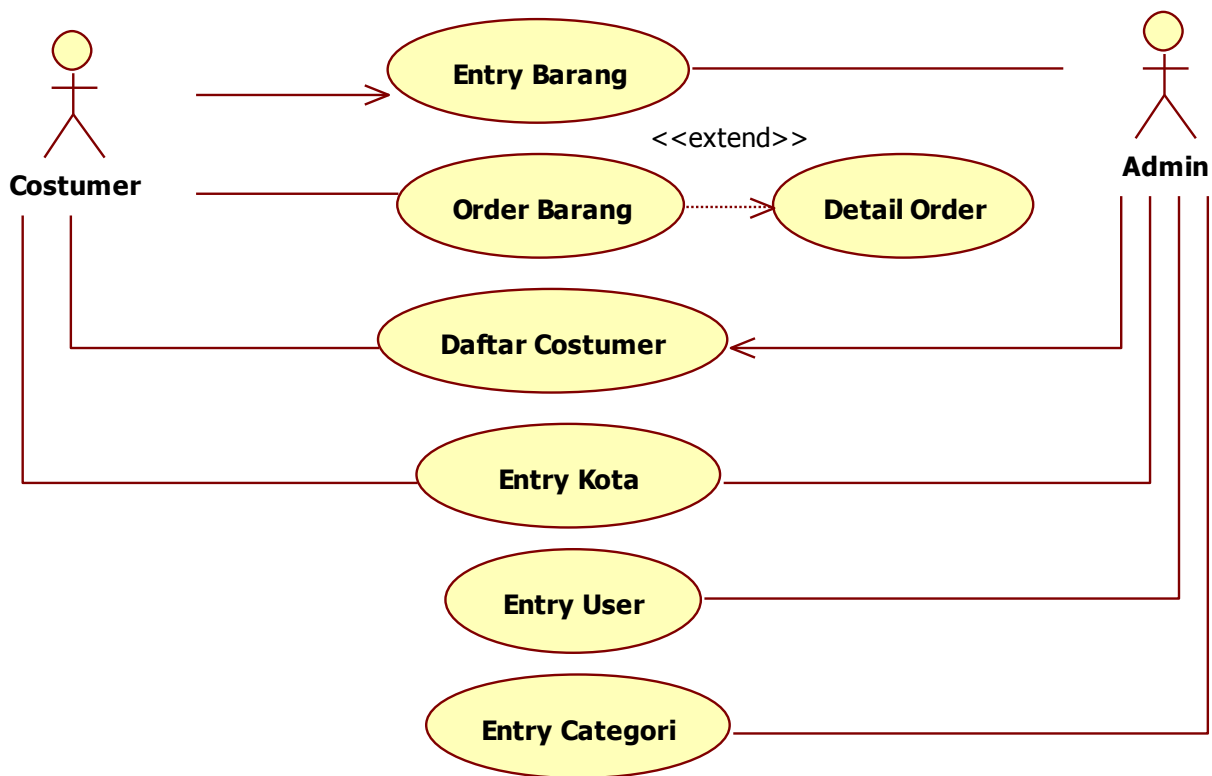 Entry Barang
<<extend>>
Costumer
Order Barang
Detail Order
Admin
Daftar Costumer
Entry Kota
Entry User
Entry Categori